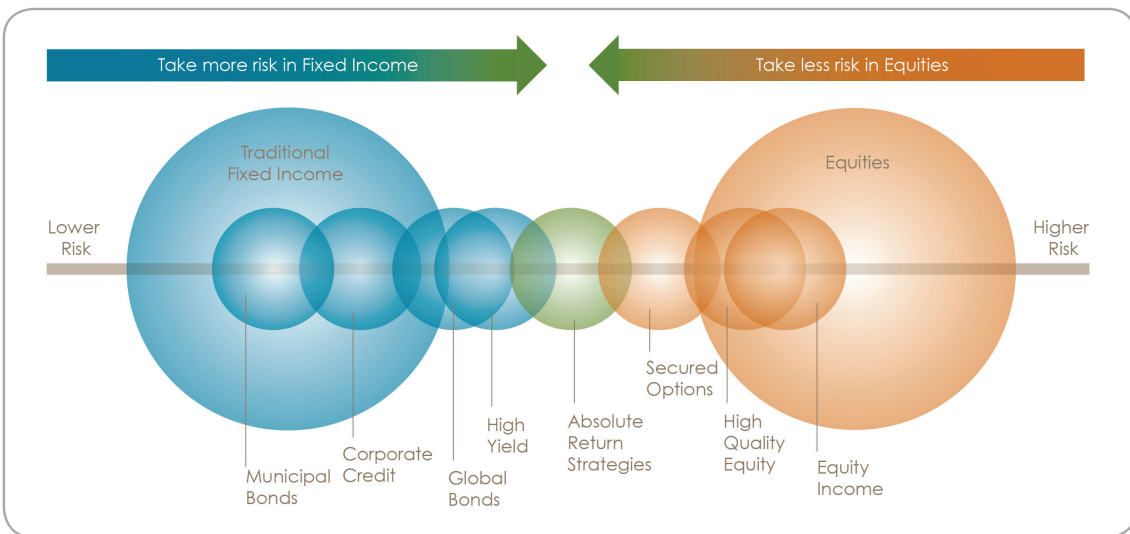 Take more risk in Fixed Income
Take less risk in Equities
Traditional
Fixed Income
Equities
Lower
Risk
Higher
Risk
Municipal
Bonds
Corporate
Credit
Global
Bonds
High
Yield
Absolute
Return
Strategies
Secured
Options
High
Quality
Equity
Equity
Income